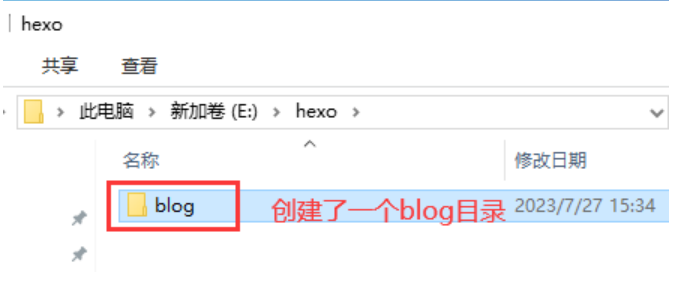 hexo
共享 查看
此电脑 > 新加卷 (E:) > hexo >
名称 修改日期
blog 创建了一个blog目录 2023/7/27 15:34